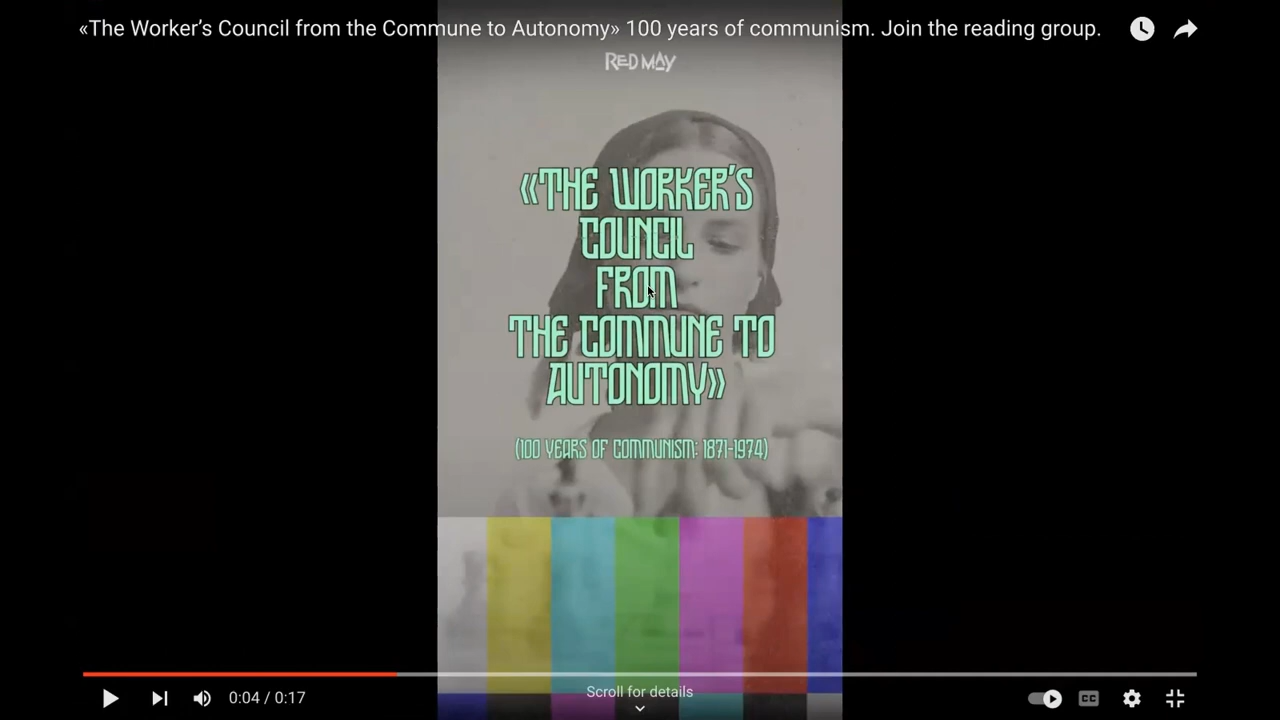 «The Worker’s Council from the Commune to Autonomy» 100 years of communism. Join the reading group.
RED MAY
«THE WORKER'S
COUNCIL
FROM
THE COMMUNE TO
AUTONOMY»
(100 YEARS OF COMMUNISM: 1871-1974)
Scroll for details
0:04 / 0:17
CC